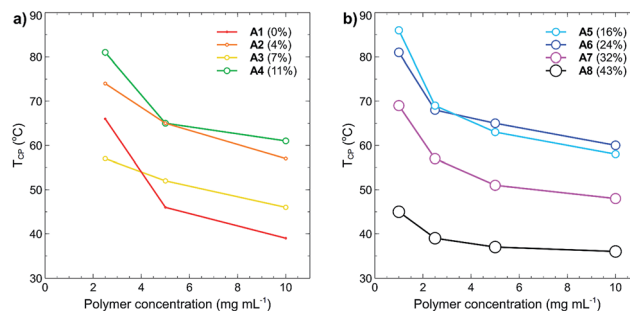 a)
A1 (0%)
A2 (4%)
A3 (7%)
A4 (11%)
90
80
70
60
50
40
30
T_CP (°C)
0 2 4 6 8 10
Polymer concentration (mg mL⁻¹)
b)
A5 (16%)
A6 (24%)
A7 (32%)
A8 (43%)
90
80
70
60
50
40
30
T_CP (°C)
0 2 4 6 8 10
Polymer concentration (mg mL⁻¹)